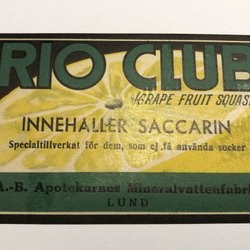 RIO CLUB
(GRAPE FRUIT SQUAS
INNEHALLER SACCARIN
Specialtillverkat för dem, som ej få använda socker
A.-B. Apotekarnes Mineralvattenfabri
LUND